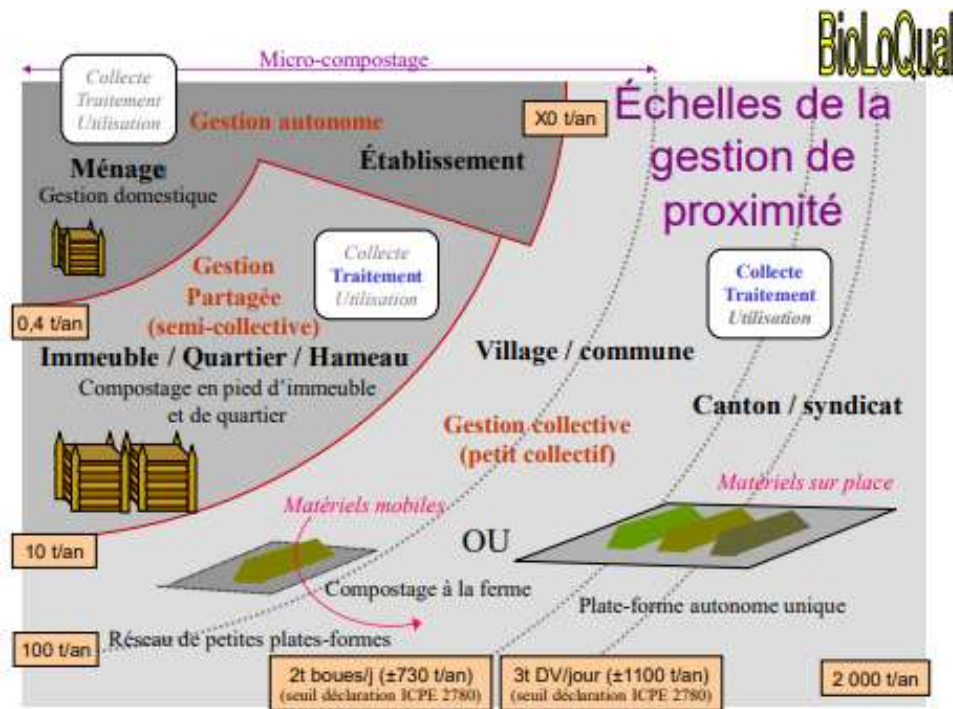 BioLoQual
Micro-compostage
Échelles de la
gestion de
proximité
Collecte
Traitement
Utilisation
Gestion autonome
X0 t/an
Ménage
Gestion domestique
Établissement
Collecte
Traitement
Utilisation
Gestion
Partagée
(semi-collective)
0,4 t/an
Immeuble / Quartier / Hameau
Compostage en pied d’immeuble
et de quartier
Collecte
Traitement
Utilisation
Village / commune
Canton / syndicat
Gestion collective
(petit collectif)
Matériels sur place
Matériels mobiles
OU
10 t/an
Compostage à la ferme
Plate-forme autonome unique
100 t/an
Réseau de petites plates-formes
2t boues/j (±730 t/an)
(seuil déclaration ICPE 2780)
3t DV/jour (±1100 t/an)
(seuil déclaration ICPE 2780)
2 000 t/an